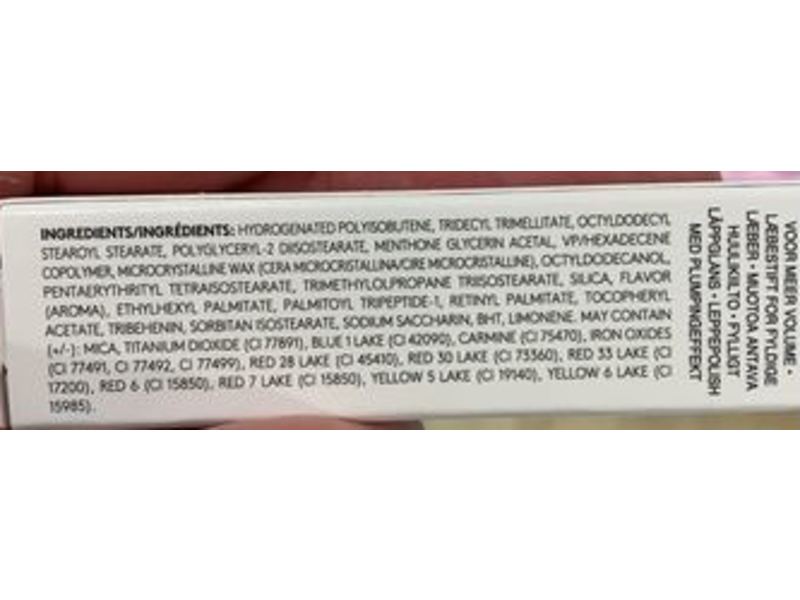 INGREDIENTS/INGRÉDIENTS: HYDROGENATED POLYISOBUTENE, TRIDECYL TRIMELLITATE, OCTYLDODECYL
STEAROYL STEARATE, POLYGLYCERYL-2 DIISOSTEARATE, MENTHONE GLYCERIN ACETAL, VP/HEXADECENE
COPOLYMER, MICROCRYSTALLINE WAX (CERA MICROCRISTALLINA/CIRE MICROCRISTALLINE), OCTYLDODECANOL,
PENTAERYTHRITYL TETRAISOSTEARATE, TRIMETHYLOLPROPANE TRIISOSTEARATE, SILICA, FLAVOR
(AROMA), ETHYLHEXYL PALMITATE, PALMITOYL TRIPEPTIDE-1, RETINYL PALMITATE, TOCOPHERYL
ACETATE, TRIBEHENIN, SORBITAN ISOSTEARATE, SODIUM SACCHARIN, BHT, LIMONENE. MAY CONTAIN
(+/-): MICA, TITANIUM DIOXIDE (CI 77891), BLUE 1 LAKE (CI 42090), CARMINE (CI 75470), IRON OXIDES
(CI 77491, CI 77492, CI 77499), RED 28 LAKE (CI 45410), RED 30 LAKE (CI 73360), RED 33 LAKE (CI
17200), RED 6 (CI 15850), RED 7 LAKE (CI 15850), YELLOW 5 LAKE (CI 19140), YELLOW 6 LAKE (CI
15985).
VOOR MEER VOLUME •
LÆBESTIFT FOR FYLDIGE
LÆBER • MUOTOA ANTAVA
HUULIKIILTO • FYLLIGT
LÄPPGLANS • LEPPEPOLISH
MED PLUMPINGEFFEKT